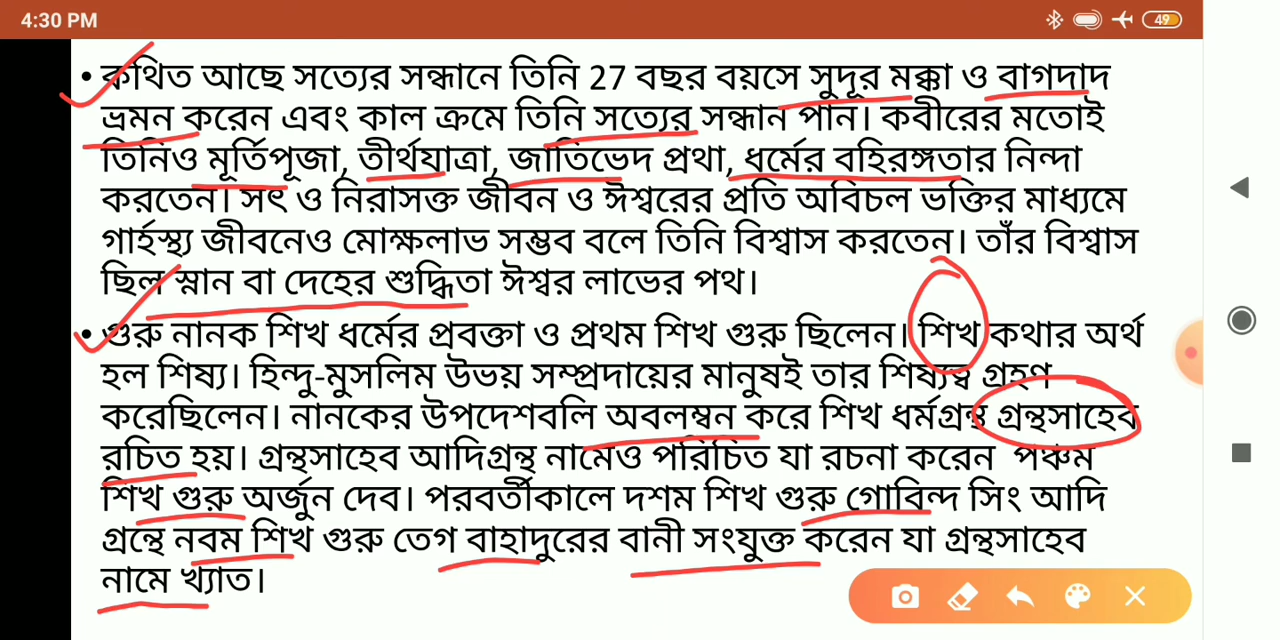 4:30 PM
49
• কথিত আছে সত্যের সন্ধানে তিনি 27 বছর বয়সে সুদূর মক্কা ও বাগদাদ
ভ্রমন করেন এবং কাল ক্রমে তিনি সত্যের সন্ধান পান। কবীরের মতোই
তিনিও মূর্তিপূজা, তীর্থযাত্রা, জাতিভেদ প্রথা, ধর্মের বহিরঙ্গতার নিন্দা
করতেন। সৎ ও নিরাসক্ত জীবন ও ঈশ্বরের প্রতি অবিচল ভক্তির মাধ্যমে
গার্হস্থ্য জীবনেও মোক্ষলাভ সম্ভব বলে তিনি বিশ্বাস করতেন। তাঁর বিশ্বাস
ছিল স্নান বা দেহের শুদ্ধিতা ঈশ্বর লাভের পথ।
• গুরু নানক শিখ ধর্মের প্রবক্তা ও প্রথম শিখ গুরু ছিলেন। শিখ কথার অর্থ
হল শিষ্য। হিন্দু-মুসলিম উভয় সম্প্রদায়ের মানুষই তার শিষ্যত্ব গ্রহণ
করেছিলেন। নানকের উপদেশবলি অবলম্বন করে শিখ ধর্মগ্রন্থ গ্রন্থসাহেব
রচিত হয়। গ্রন্থসাহেব আদিগ্রন্থ নামেও পরিচিত যা রচনা করেন পঞ্চম
শিখ গুরু অর্জুন দেব। পরবর্তীকালে দশম শিখ গুরু গোবিন্দ সিং আদি
গ্রন্থে নবম শিখ গুরু তেগ বাহাদুরের বানী সংযুক্ত করেন যা গ্রন্থসাহেব
নামে খ্যাত।